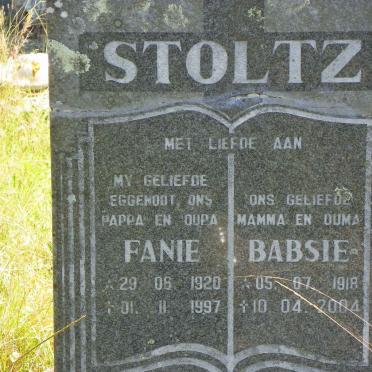 STOLTZ
MET LIEFDE AAN
MY GELIEFDE
EGGENOOT, ONS
PAPPA EN OUPA
FANIE
*29 06 1920
†01 11 1997
ONS GELIEFDE
MAMMA EN OUMA
BABSIE
*05 07 1918
†10 04 2004